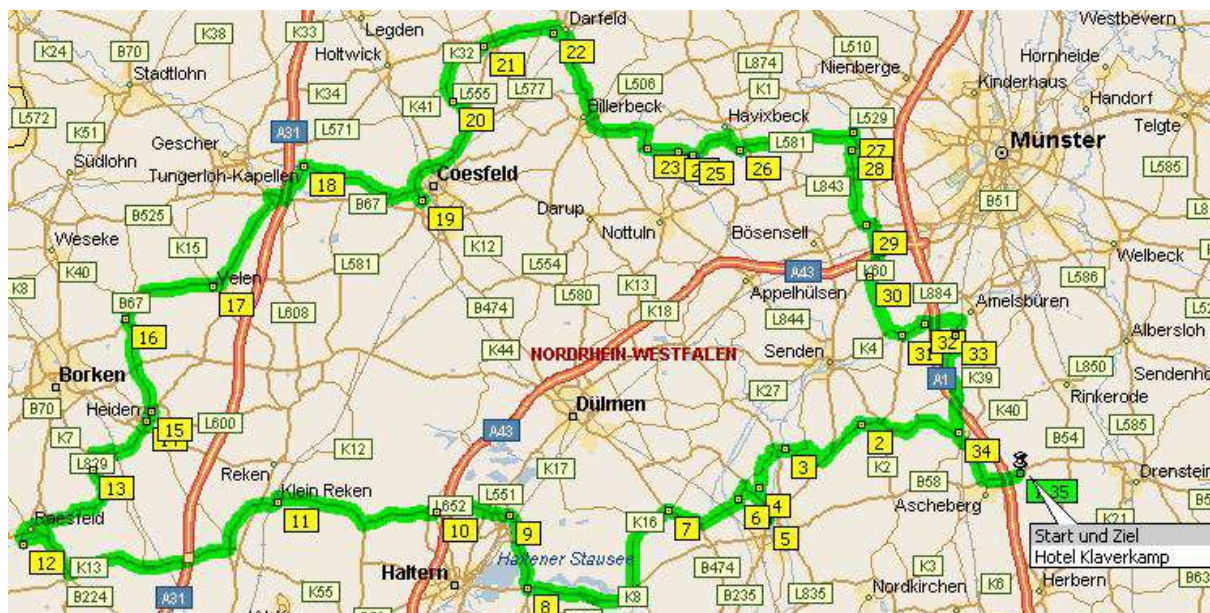 K24
B70
K38
K33
Legden
Holtwick
Stadtlohn
K34
L572
K51
Südlohn
Gescher
A31
L571
Tungerloh-Kapellen
18
B525
K15
Weseke
K40
K8
B67
16
Velen
17
L581
L608
Borken
B70
Heiden
15
K7
L829
13
L600
Reken
K12
Raesfeld
12
K13
B224
A31
Klein Reken
11
K55
K32
21
Darfeld
22
K41
L555
L577
20
Coesfeld
B67
19
K12
L554
B474
K44
L506
Billerbeck
L874
K1
Havixbeck
23
25
26
L581
Darup
Nottuln
L580
K13
K18
NORDRHEIN-WESTFALEN
Dülmen
A43
K17
L652
10
L551
9
Halterner Stausee
Haltern
8
K8
K16
7
L510
Nienberge
Kinderhaus
Hornheide
Westbevern
Handorf
Telgte
Münster
L529
27
28
L843
L585
B51
Bösensell
29
A43
Appelhülsen
K60
30
L884
Amelsbüren
L844
Senden
K4
31
32
33
A1
K39
K27
Welbeck
L586
Albersloh
L850
Sendenho
Rinkerode
K40
B54
L585
2
K2
3
4
6
5
34
B58
Ascheberg
Drenstein
K21
35
Start und Ziel
Hotel Klaverkamp
B474
B235
L835
Nordkirchen
K3
K6
Herbern
B63